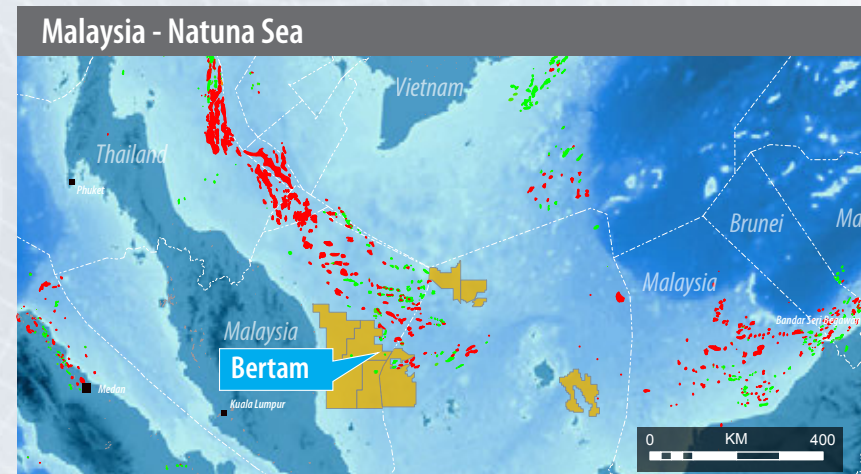 Malaysia - Natuna Sea
Vietnam
Thailand
Phuket
Brunei
Ma
Malaysia
Malaysia
Bandar Seri Begawan
Bertam
Medan
Kuala Lumpur
0 KM 400